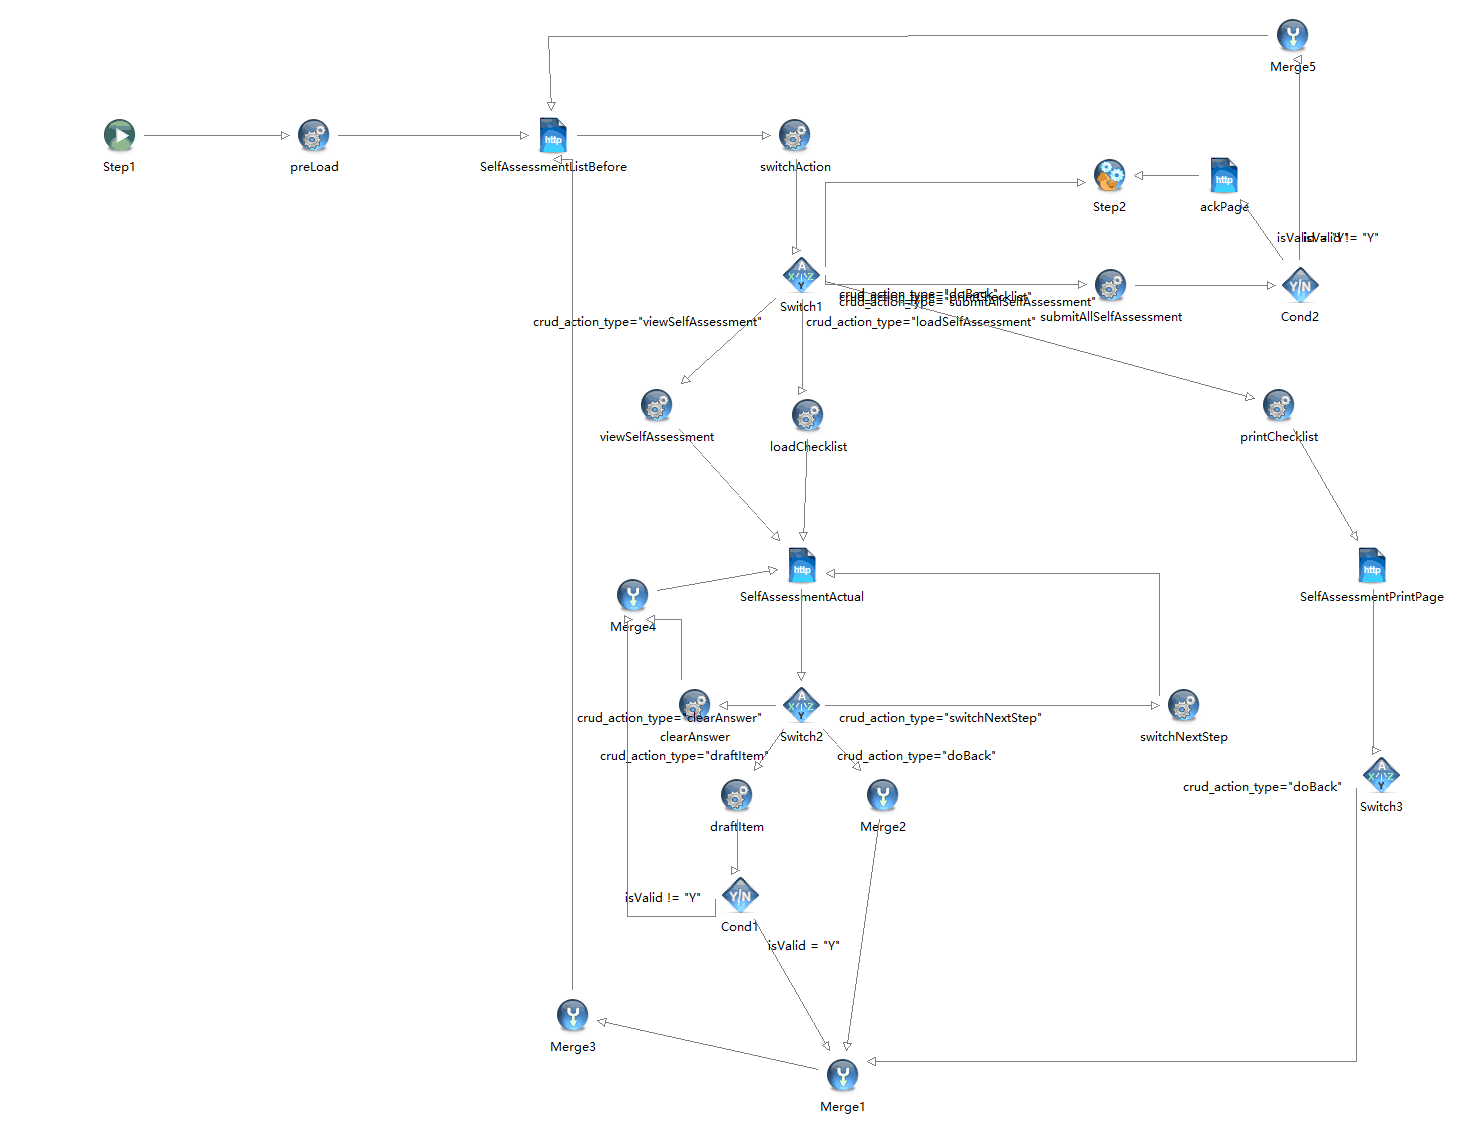 Merge5
Step1
preLoad
SelfAssessmentListBefore
switchAction
Step2
ackPage
isValid = "Y"
isValid != "Y"
Switch1
crud_action_type="doBack"
crud_action_type="printChecklist"
crud_action_type="submitAllSelfAssessment"
submitAllSelfAssessment
Cond2
crud_action_type="viewSelfAssessment"
crud_action_type="loadSelfAssessment"
viewSelfAssessment
loadChecklist
printChecklist
SelfAssessmentActual
SelfAssessmentPrintPage
Merge4
crud_action_type="clearAnswer"
crud_action_type="switchNextStep"
clearAnswer
Switch2
switchNextStep
crud_action_type="draftItem"
crud_action_type="doBack"
crud_action_type="doBack"
Switch3
draftItem
Merge2
isValid != "Y"
Cond1
isValid = "Y"
Merge3
Merge1